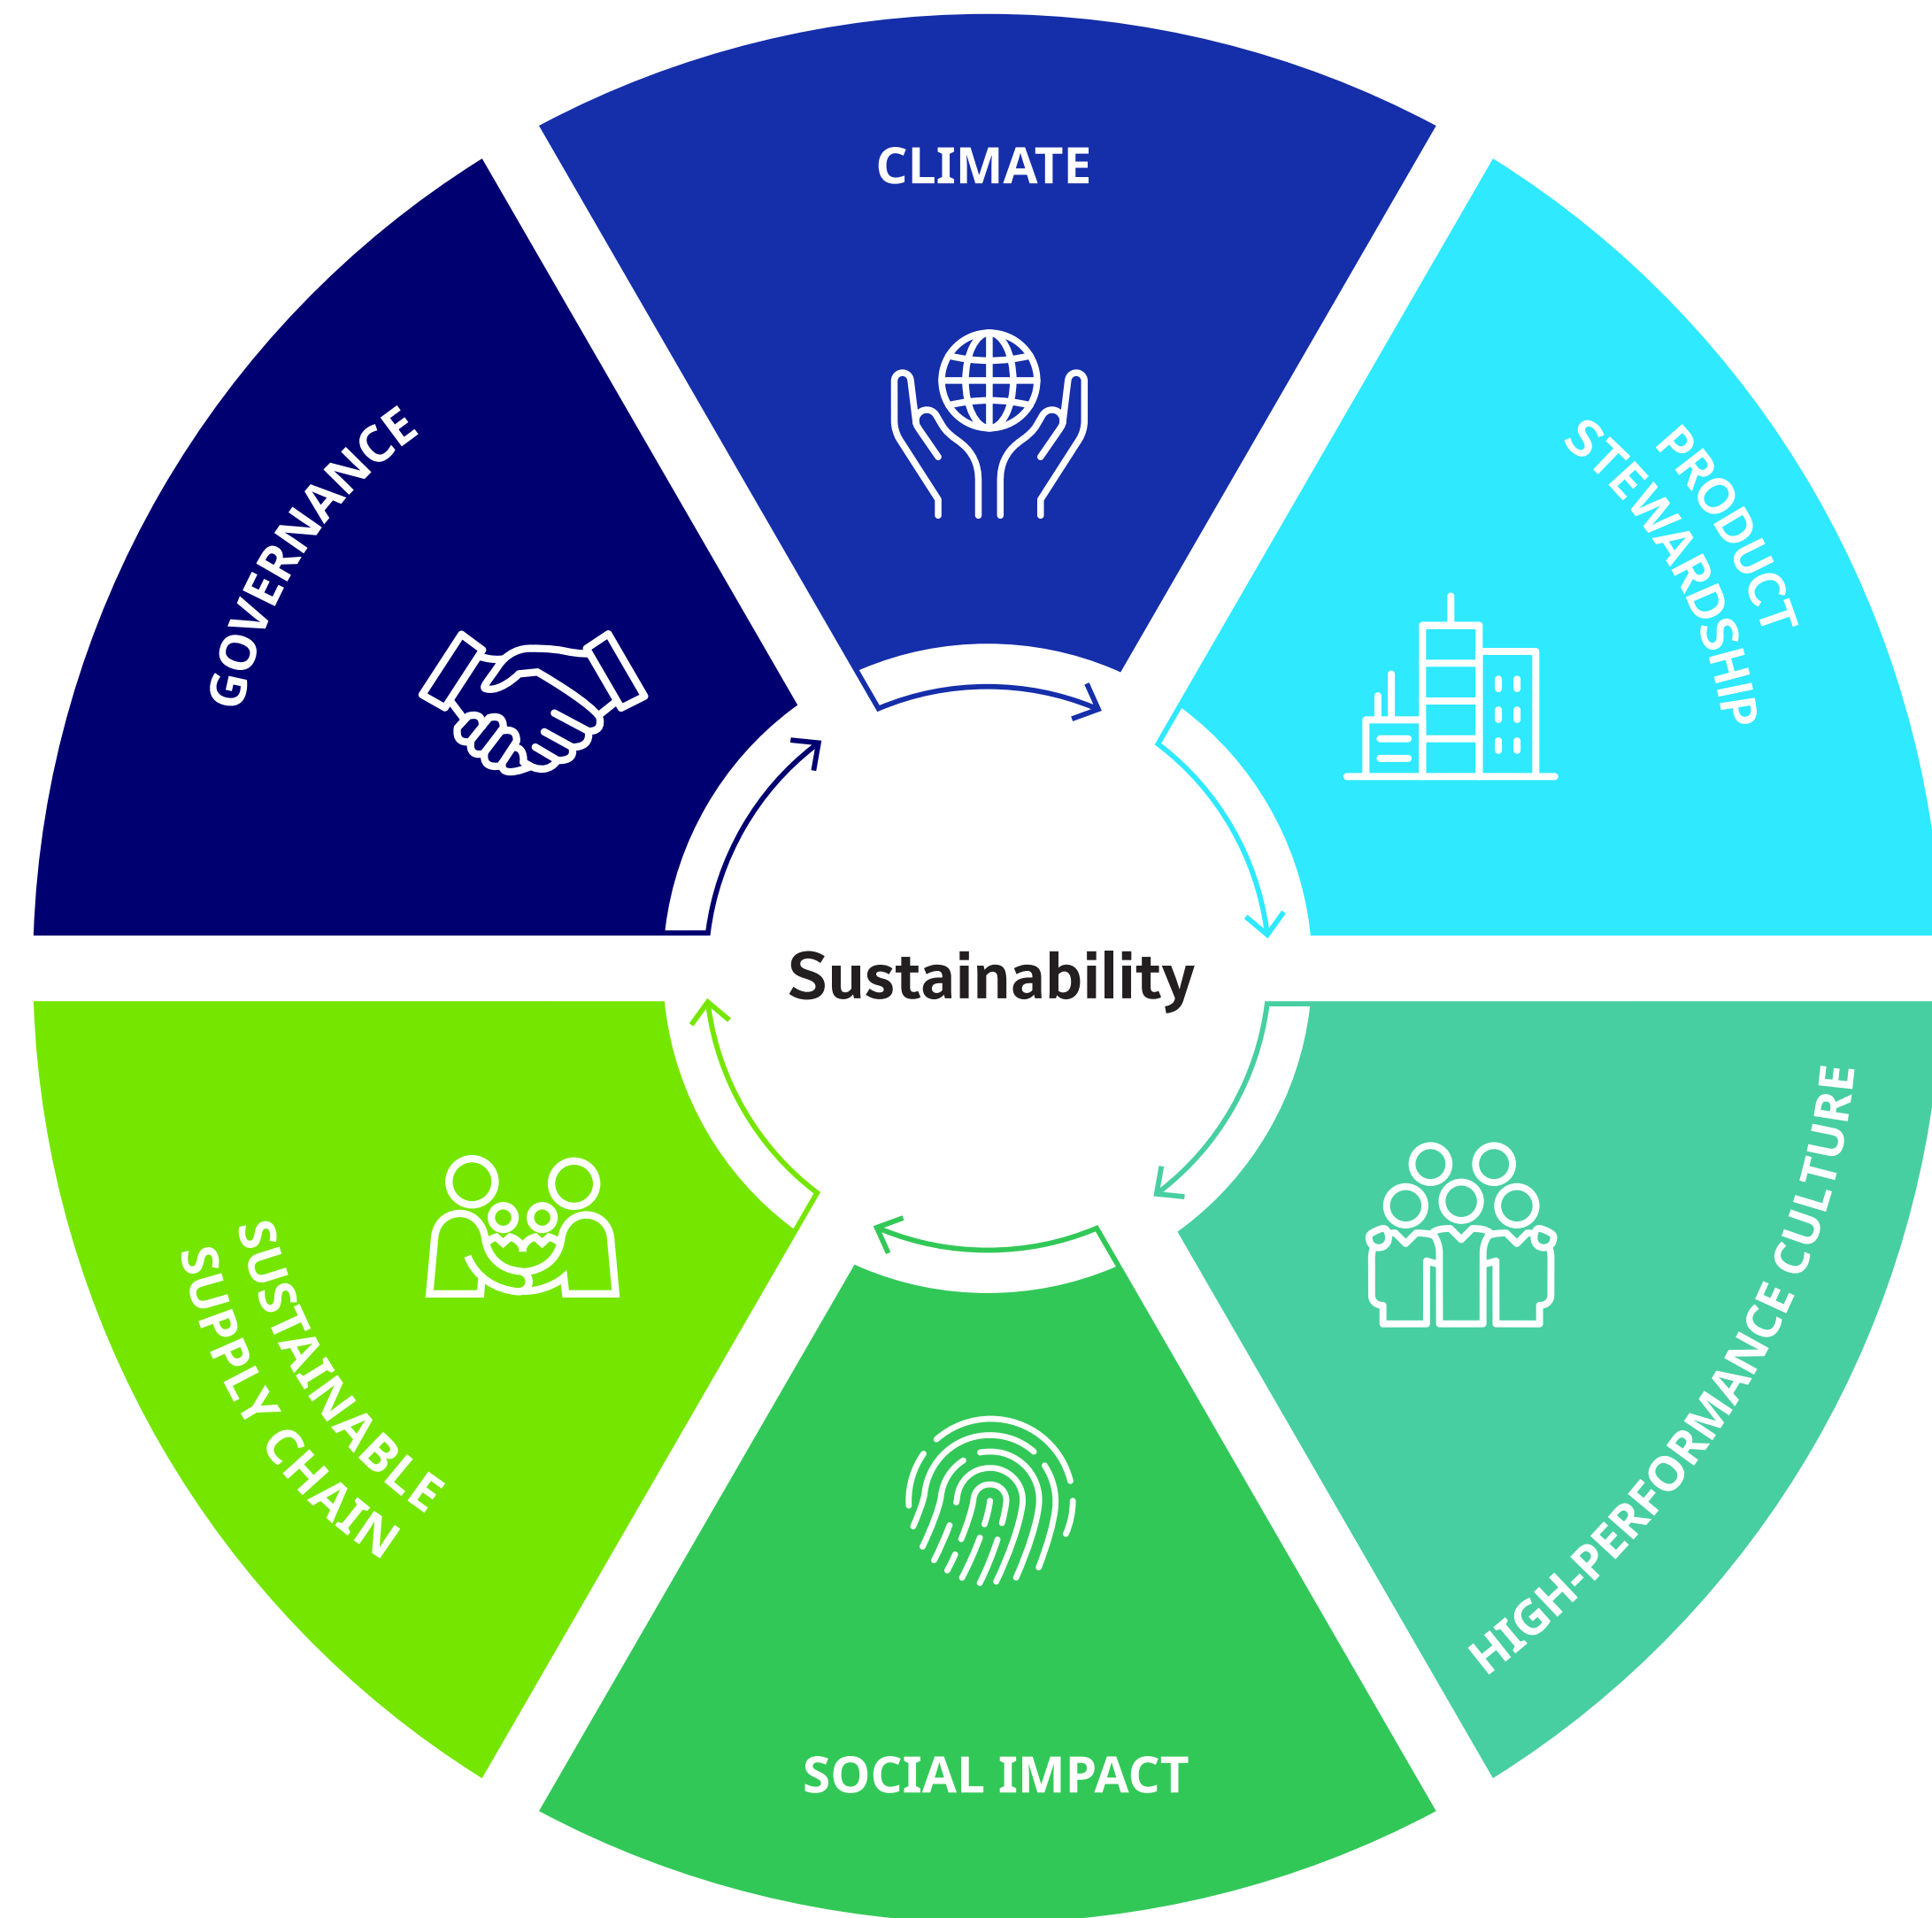 CLIMATE
PRODUCT
STEWARDSHIP
HIGH-PERFORMANCE CULTURE
SOCIAL IMPACT
SUSTAINABLE
SUPPLY CHAIN
GOVERNANCE
Sustainability